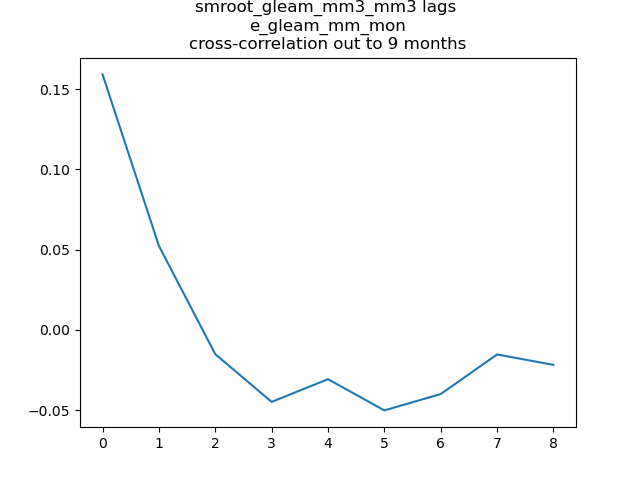 smroot_gleam_mm3_mm3 lags
e_gleam_mm_mon
cross-correlation out to 9 months
0.15
0.10
0.05
0.00
−0.05
0 1 2 3 4 5 6 7 8